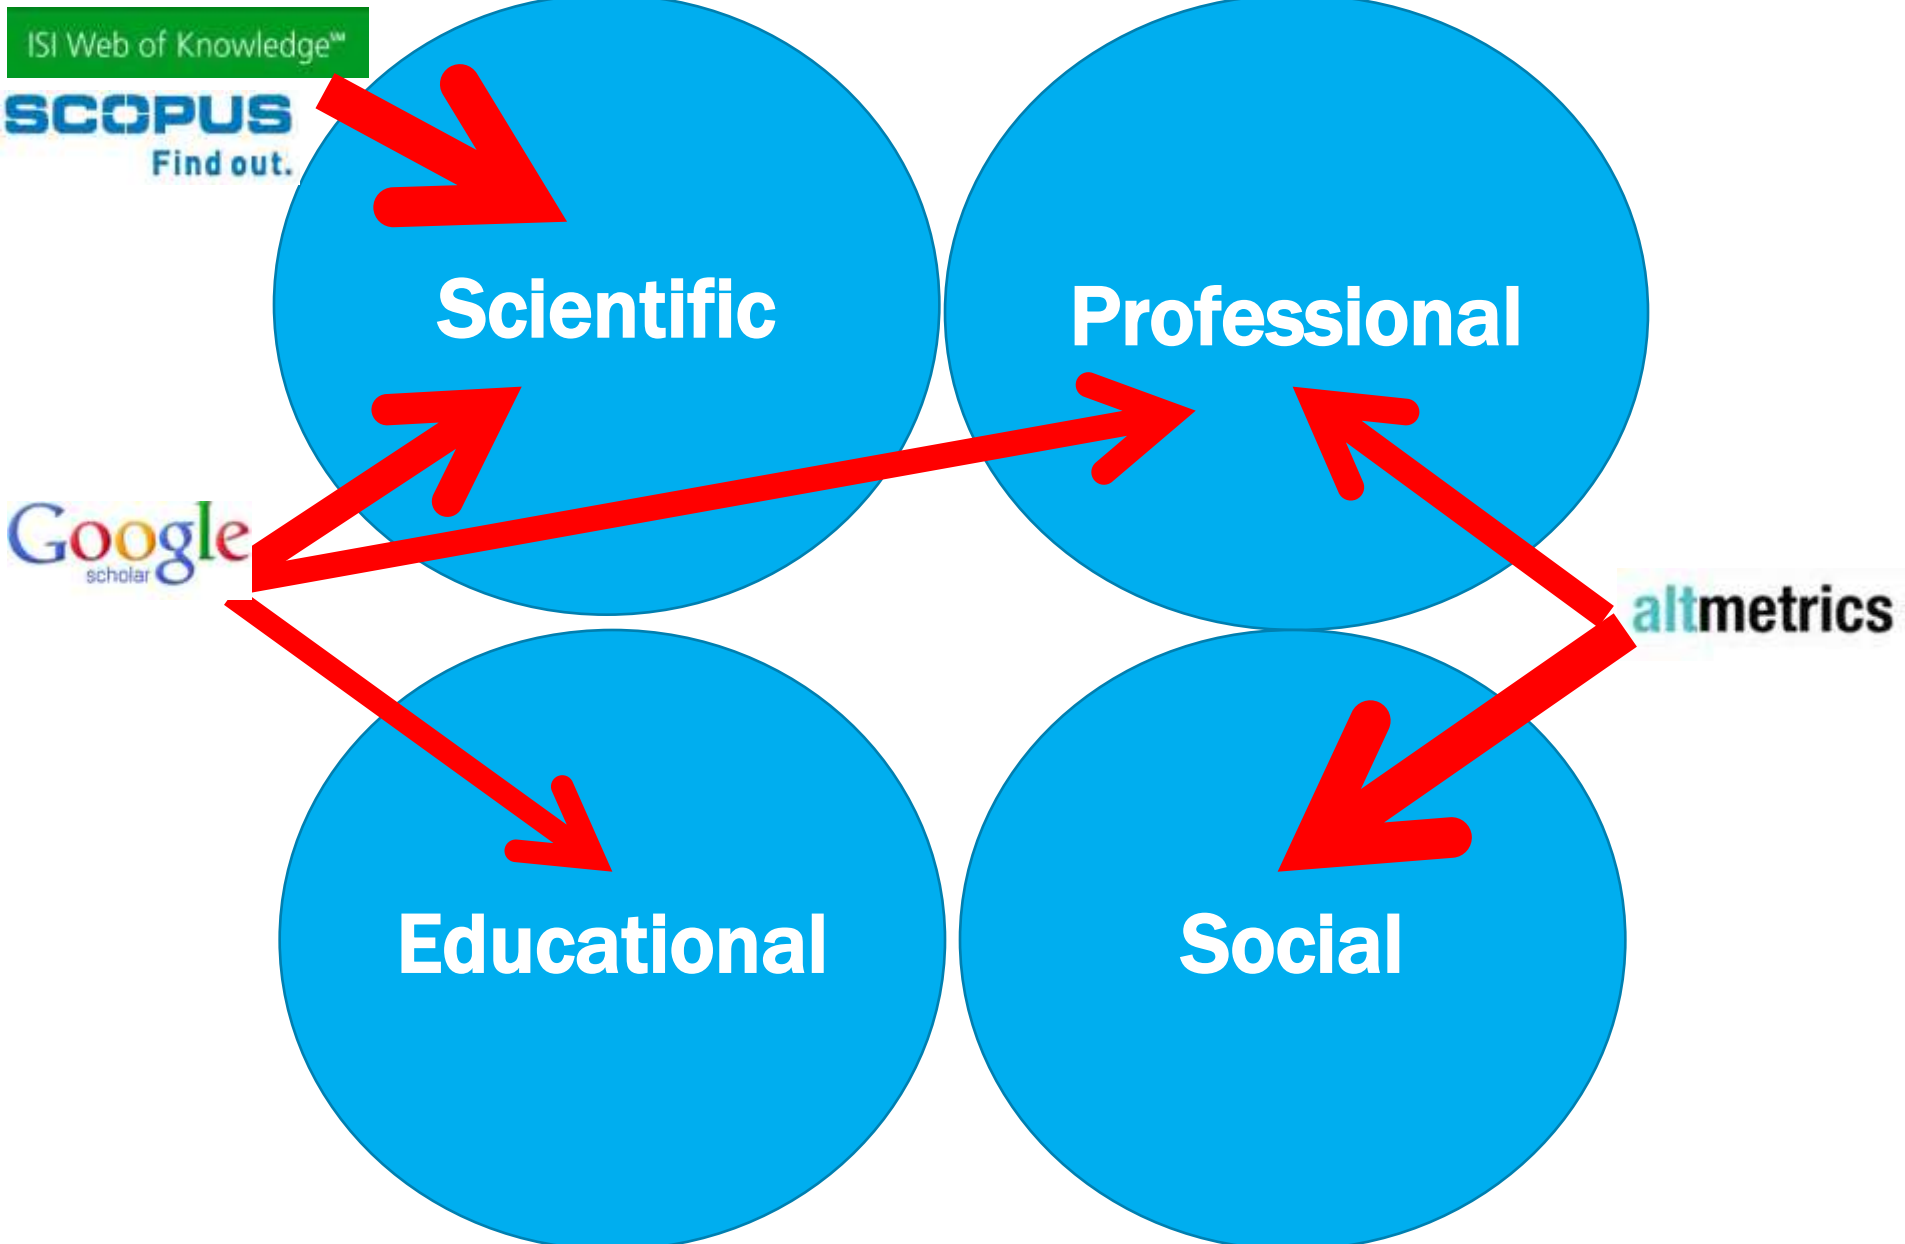 ISI Web of Knowledge℠
SCOPUS
Find out.
Scientific
Professional
Google
scholar
altmetrics
Educational
Social